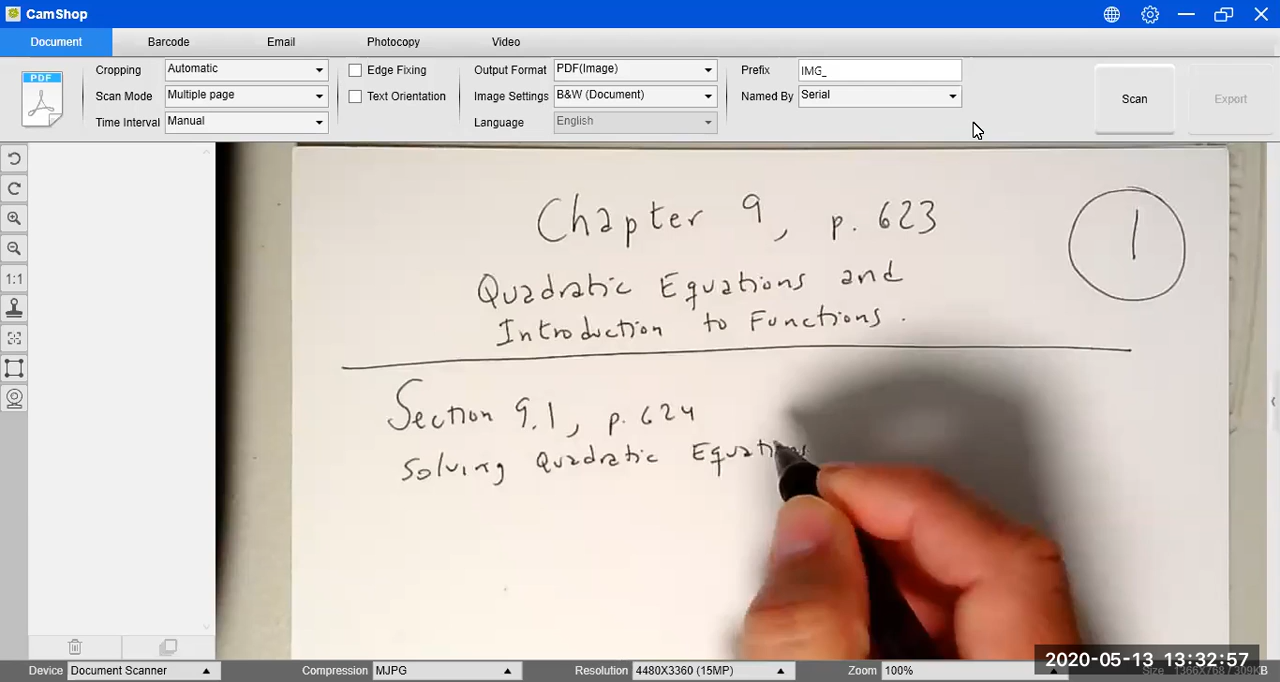 CamShop
Document Barcode Email Photocopy Video
Cropping Automatic Edge Fixing Output Format PDF(Image) Prefix IMG_
PDF Scan Mode Multiple page Text Orientation Image Settings B&W (Document) Named By Serial Scan Export
Time Interval Manual Language English
1:1
Chapter 9, p. 623
1
Quadratic Equations and
Introduction to Functions.
Section 9.1, p. 624
Solving Quadratic Equations
2020-05-13 13:32:57
Device Document Scanner Compression MJPG Resolution 4480X3360 (15MP) Zoom 100%